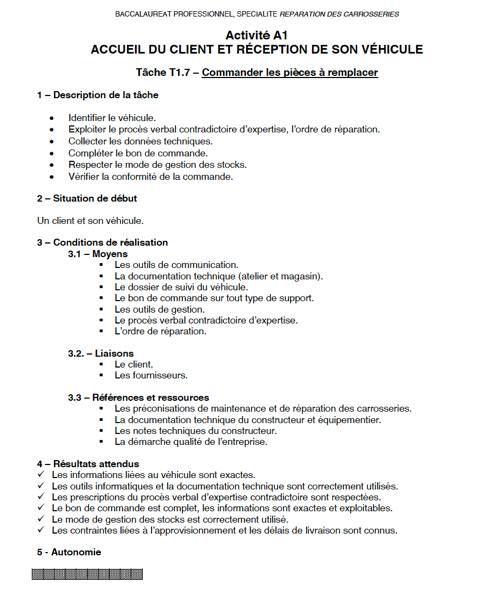 BACCALAUREAT PROFESSIONNEL, SPECIALITE REPARATION DES CARROSSERIES
Activité A1
ACCUEIL DU CLIENT ET RÉCEPTION DE SON VÉHICULE
Tâche T1.7 – Commander les pièces à remplacer
1 – Description de la tâche
• Identifier le véhicule.
• Exploiter le procès verbal contradictoire d'expertise, l'ordre de réparation.
• Collecter les données techniques.
• Compléter le bon de commande.
• Respecter le mode de gestion des stocks.
• Vérifier la conformité de la commande.
2 – Situation de début
Un client et son véhicule.
3 – Conditions de réalisation
3.1 – Moyens
▪ Les outils de communication.
▪ La documentation technique (atelier et magasin).
▪ Le dossier de suivi du véhicule.
▪ Le bon de commande sur tout type de support.
▪ Les outils de gestion.
▪ Le procès verbal contradictoire d'expertise.
▪ L'ordre de réparation.
3.2. – Liaisons
▪ Le client.
▪ Les fournisseurs.
3.3 – Références et ressources
▪ Les préconisations de maintenance et de réparation des carrosseries.
▪ La documentation technique du constructeur et équipementier.
▪ Les notes techniques du constructeur.
▪ La démarche qualité de l'entreprise.
4 – Résultats attendus
✓ Les informations liées au véhicule sont exactes.
✓ Les outils informatiques et la documentation technique sont correctement utilisés.
✓ Les prescriptions du procès verbal d'expertise contradictoire sont respectées.
✓ Le bon de commande est complet, les informations sont exactes et exploitables.
✓ Le mode de gestion des stocks est correctement utilisé.
✓ Les contraintes liées à l'approvisionnement et les délais de livraison sont connus.
5 - Autonomie